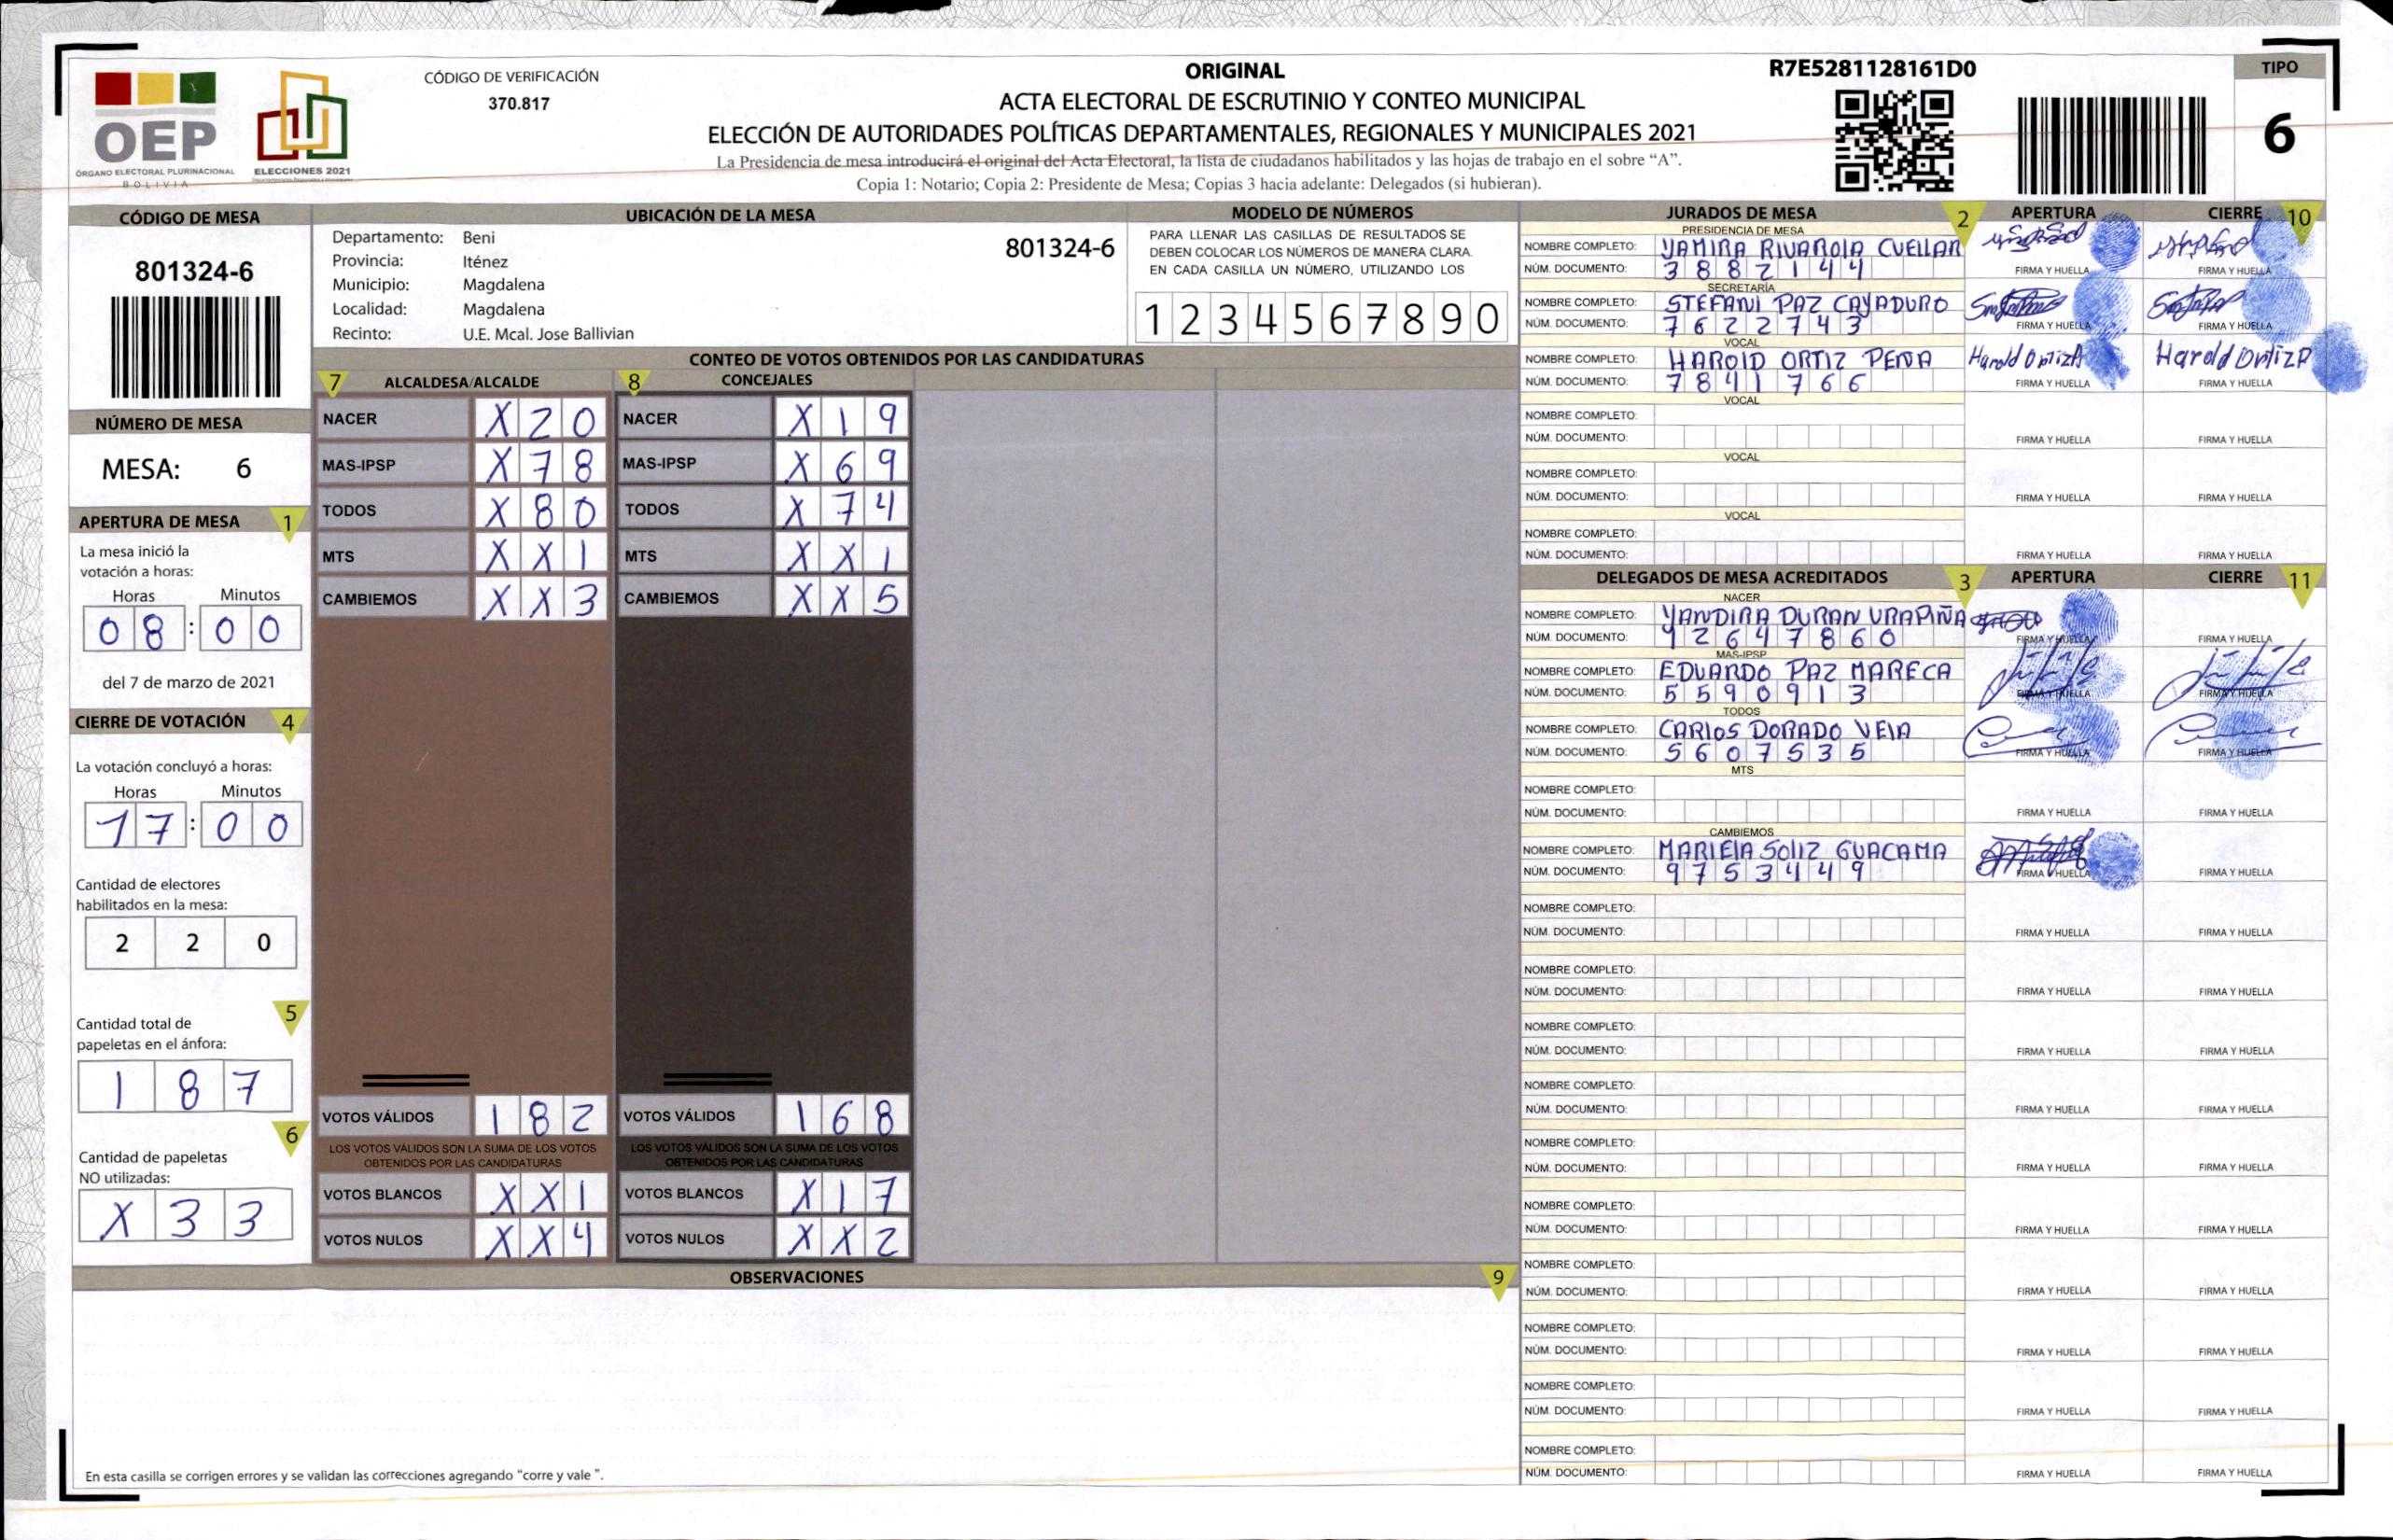 OEP
ÓRGANO ELECTORAL PLURINACIONAL
BOLIVIA
ELECCIONES 2021
CÓDIGO DE VERIFICACIÓN
370.817
ORIGINAL
ACTA ELECTORAL DE ESCRUTINIO Y CONTEO MUNICIPAL
ELECCIÓN DE AUTORIDADES POLÍTICAS DEPARTAMENTALES, REGIONALES Y MUNICIPALES 2021
La Presidencia de mesa introducirá el original del Acta Electoral, la lista de ciudadanos habilitados y las hojas de trabajo en el sobre “A”.
Copia 1: Notario; Copia 2: Presidente de Mesa; Copias 3 hacia adelante: Delegados (si hubieran).
R7E5281128161D0
TIPO
6
CÓDIGO DE MESA
801324-6
NÚMERO DE MESA
MESA: 6
APERTURA DE MESA 1
La mesa inició la
votación a horas:
Horas Minutos
08:00
del 7 de marzo de 2021
CIERRE DE VOTACIÓN 4
La votación concluyó a horas:
Horas Minutos
17:00
Cantidad de electores
habilitados en la mesa:
2 2 0
5
Cantidad total de
papeletas en el ánfora:
1 8 7
6
Cantidad de papeletas
NO utilizadas:
X 3 3
UBICACIÓN DE LA MESA
Departamento: Beni
801324-6
Provincia: Iténez
Municipio: Magdalena
Localidad: Magdalena
Recinto: U.E. Mcal. Jose Ballivian
MODELO DE NÚMEROS
PARA LLENAR LAS CASILLAS DE RESULTADOS SE
DEBEN COLOCAR LOS NÚMEROS DE MANERA CLARA.
EN CADA CASILLA UN NÚMERO, UTILIZANDO LOS
1 2 3 4 5 6 7 8 9 0
CONTEO DE VOTOS OBTENIDOS POR LAS CANDIDATURAS
7 ALCALDESA/ALCALDE 8 CONCEJALES
NACER X 2 0 NACER X 1 9
MAS-IPSP X 7 8 MAS-IPSP X 6 9
TODOS X 8 0 TODOS X 7 4
MTS X X 1 MTS X X 1
CAMBIEMOS X X 3 CAMBIEMOS X X 5
VOTOS VÁLIDOS 1 8 2 VOTOS VÁLIDOS 1 6 8
LOS VOTOS VÁLIDOS SON LA SUMA DE LOS VOTOS LOS VOTOS VÁLIDOS SON LA SUMA DE LOS VOTOS
OBTENIDOS POR LAS CANDIDATURAS OBTENIDOS POR LAS CANDIDATURAS
VOTOS BLANCOS X X 1 VOTOS BLANCOS X 1 7
VOTOS NULOS X X 4 VOTOS NULOS X X 2
OBSERVACIONES 9
En esta casilla se corrigen errores y se validan las correcciones agregando “corre y vale ”.
JURADOS DE MESA 2 APERTURA CIERRE 10
PRESIDENCIA DE MESA
NOMBRE COMPLETO: YAMIRA RIVAROLA CUELLAR
NÚM. DOCUMENTO: 3882144 FIRMA Y HUELLA FIRMA Y HUELLA
SECRETARÍA
NOMBRE COMPLETO: STEFANI PAZ CAYADURO
NÚM. DOCUMENTO: 7622743 FIRMA Y HUELLA FIRMA Y HUELLA
VOCAL
NOMBRE COMPLETO: HAROLD ORTIZ PEÑA Harold Ortiz P Harold Ortiz P
NÚM. DOCUMENTO: 7841766 FIRMA Y HUELLA FIRMA Y HUELLA
VOCAL
NOMBRE COMPLETO:
NÚM. DOCUMENTO: FIRMA Y HUELLA FIRMA Y HUELLA
VOCAL
NOMBRE COMPLETO:
NÚM. DOCUMENTO: FIRMA Y HUELLA FIRMA Y HUELLA
VOCAL
NOMBRE COMPLETO:
NÚM. DOCUMENTO: FIRMA Y HUELLA FIRMA Y HUELLA
DELEGADOS DE MESA ACREDITADOS 3 APERTURA CIERRE 11
NACER
NOMBRE COMPLETO: YANDIRA DURAN URAPIÑA
NÚM. DOCUMENTO: 12647860 FIRMA Y HUELLA FIRMA Y HUELLA
MAS-IPSP
NOMBRE COMPLETO: EDUARDO PAZ MARECA
NÚM. DOCUMENTO: 5590913 FIRMA Y HUELLA FIRMA Y HUELLA
TODOS
NOMBRE COMPLETO: CARLOS DORADO VELA
NÚM. DOCUMENTO: 5607535 FIRMA Y HUELLA FIRMA Y HUELLA
MTS
NOMBRE COMPLETO:
NÚM. DOCUMENTO: FIRMA Y HUELLA FIRMA Y HUELLA
CAMBIEMOS
NOMBRE COMPLETO: MARIELA SOLIZ GUACAMA
NÚM. DOCUMENTO: 9753449 FIRMA Y HUELLA FIRMA Y HUELLA
NOMBRE COMPLETO:
NÚM. DOCUMENTO: FIRMA Y HUELLA FIRMA Y HUELLA
NOMBRE COMPLETO:
NÚM. DOCUMENTO: FIRMA Y HUELLA FIRMA Y HUELLA
NOMBRE COMPLETO:
NÚM. DOCUMENTO: FIRMA Y HUELLA FIRMA Y HUELLA
NOMBRE COMPLETO:
NÚM. DOCUMENTO: FIRMA Y HUELLA FIRMA Y HUELLA
NOMBRE COMPLETO:
NÚM. DOCUMENTO: FIRMA Y HUELLA FIRMA Y HUELLA
NOMBRE COMPLETO:
NÚM. DOCUMENTO: FIRMA Y HUELLA FIRMA Y HUELLA
NOMBRE COMPLETO:
NÚM. DOCUMENTO: FIRMA Y HUELLA FIRMA Y HUELLA
NOMBRE COMPLETO:
NÚM. DOCUMENTO: FIRMA Y HUELLA FIRMA Y HUELLA
NOMBRE COMPLETO:
NÚM. DOCUMENTO: FIRMA Y HUELLA FIRMA Y HUELLA
NOMBRE COMPLETO:
NÚM. DOCUMENTO: FIRMA Y HUELLA FIRMA Y HUELLA